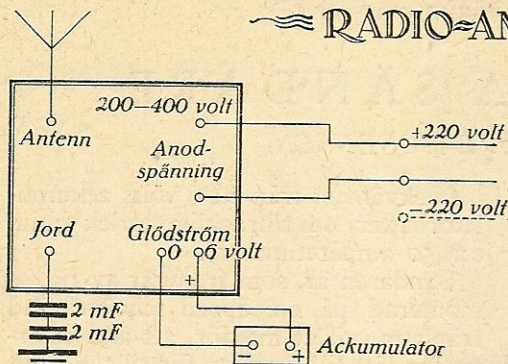 RADIO-AN
200–400 volt
Antenn
Anod-
spänning
+220 volt
–220 volt
Jord
Glödström
0 6 volt
+
2 mF
2 mF
– +
Ackumulator